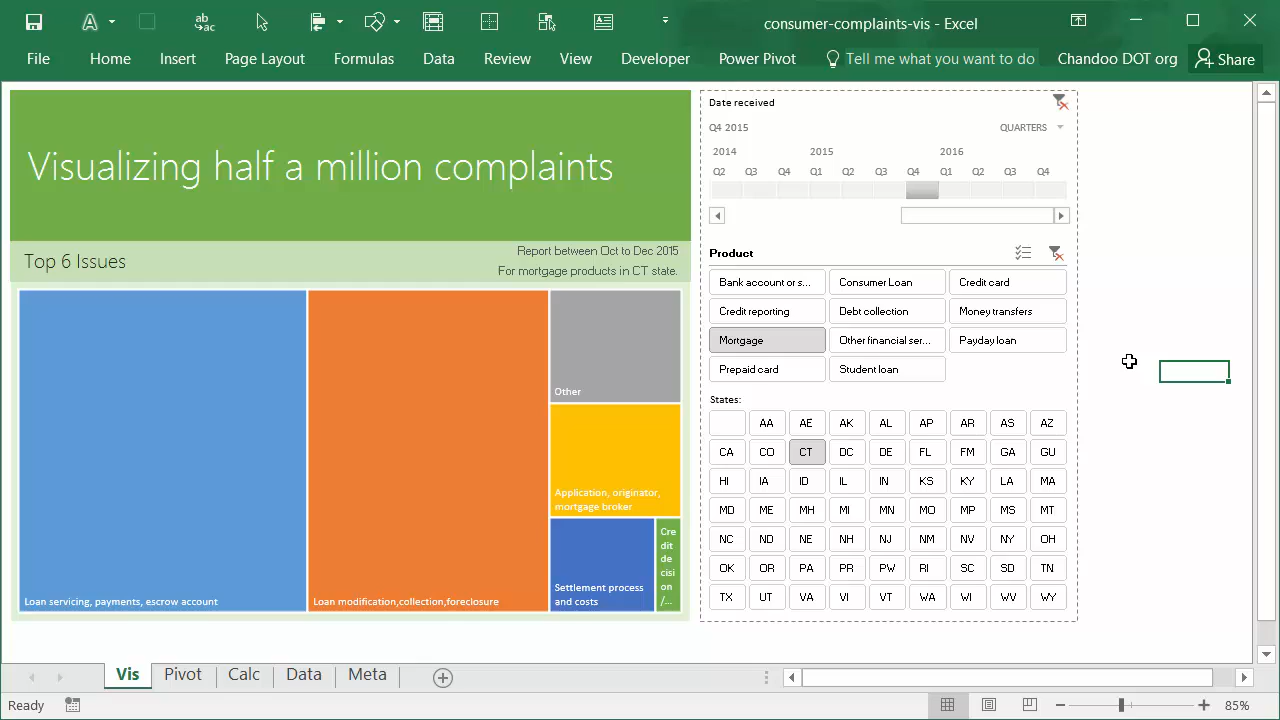 consumer-complaints-vis - Excel
File Home Insert Page Layout Formulas Data Review View Developer Power Pivot Tell me what you want to do Chandoo DOT org Share
Visualizing half a million complaints
Top 6 Issues
Report between Oct to Dec 2015
For mortgage products in CT state.
Loan servicing, payments, escrow account
Loan modification,collection,foreclosure
Other
Application, originator,
mortgage broker
Settlement process
and costs
Cre
dit
de
cisi
on
/...
Date received
Q4 2015 QUARTERS
2014 2015 2016
Q2 Q3 Q4 Q1 Q2 Q3 Q4 Q1 Q2 Q3 Q4
Product
Bank account or s... Consumer Loan Credit card
Credit reporting Debt collection Money transfers
Mortgage Other financial ser... Payday loan
Prepaid card Student loan
States:
AA AE AK AL AP AR AS AZ
CA CO CT DC DE FL FM GA GU
HI IA ID IL IN KS KY LA MA
MD ME MH MI MN MO MP MS MT
NC ND NE NH NJ NM NV NY OH
OK OR PA PR PW RI SC SD TN
TX UT VA VI VT WA WI WV WY
Vis Pivot Calc Data Meta
Ready 85%